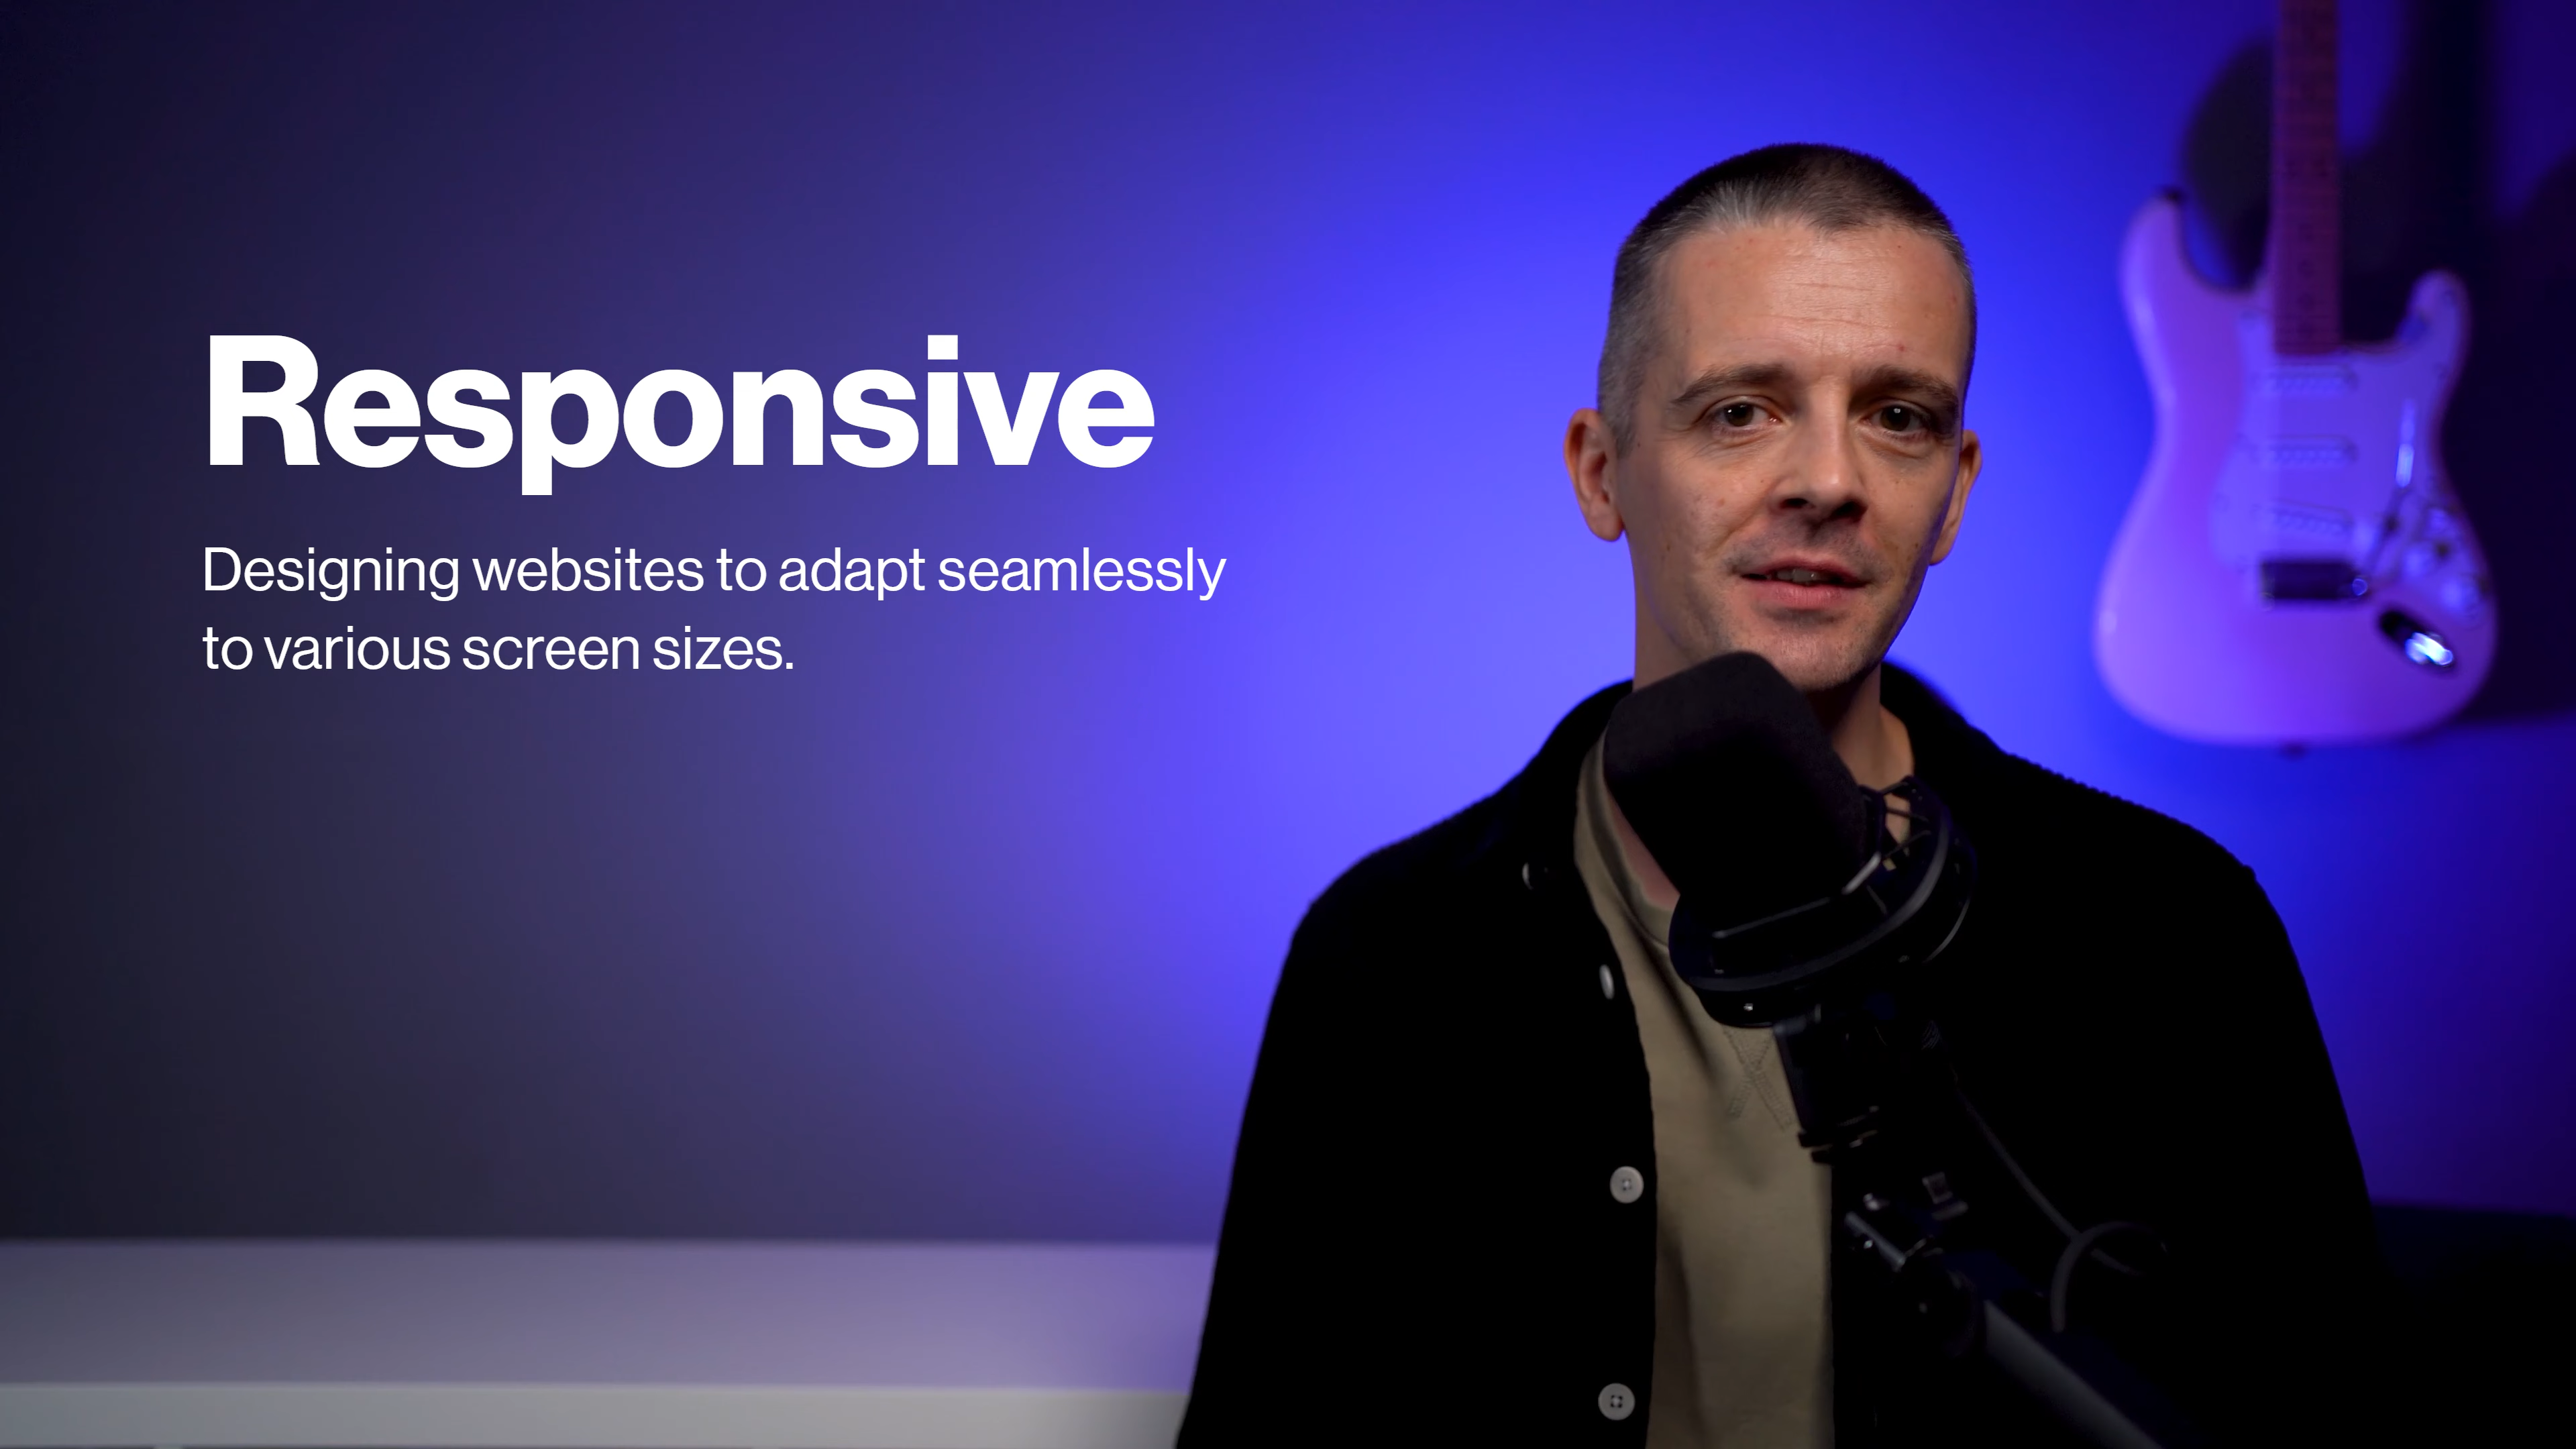 Responsive
Designing websites to adapt seamlessly
to various screen sizes.